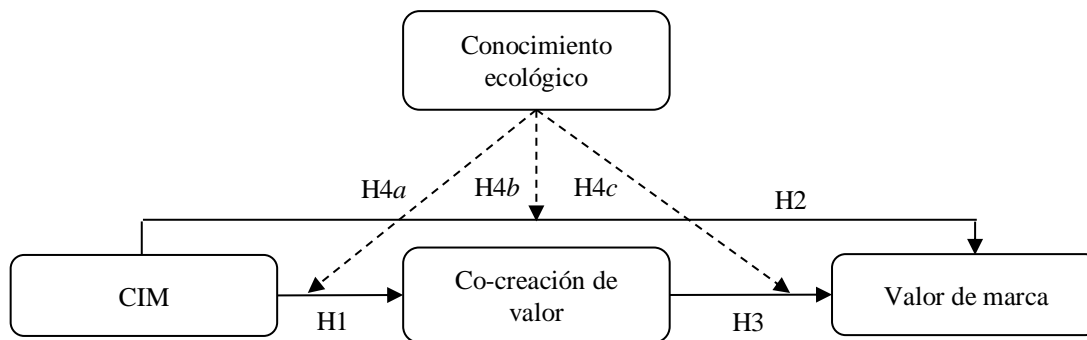 Conocimiento
ecológico
H4a
H4b
H4c
H2
CIM
Co-creación de
valor
Valor de marca
H1
H3